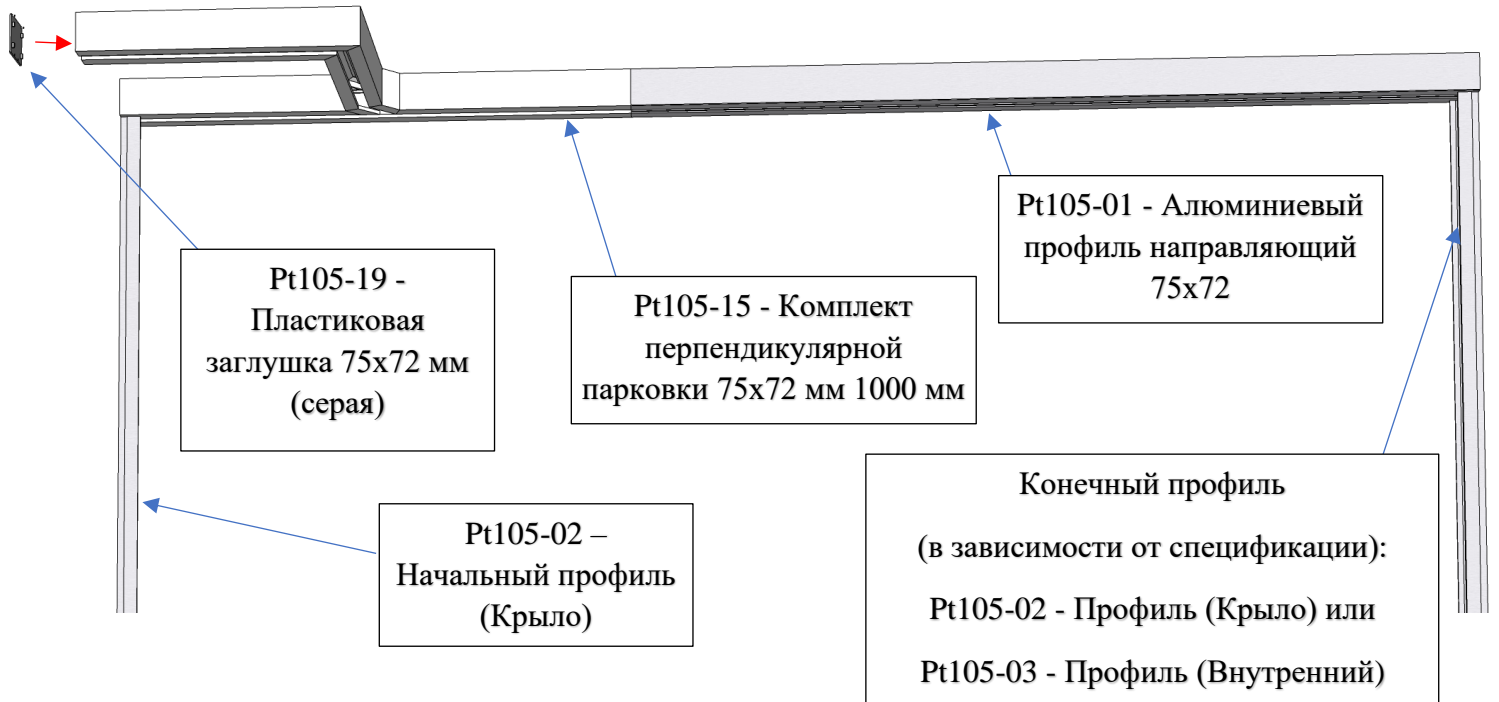 Pt105-01 - Алюминиевый
профиль направляющий
75х72
Pt105-19 -
Пластиковая
заглушка 75х72 мм
(серая)
Pt105-15 - Комплект
перпендикулярной
парковки 75х72 мм 1000 мм
Pt105-02 –
Начальный профиль
(Крыло)
Конечный профиль
(в зависимости от спецификации):
Pt105-02 - Профиль (Крыло) или
Pt105-03 - Профиль (Внутренний)